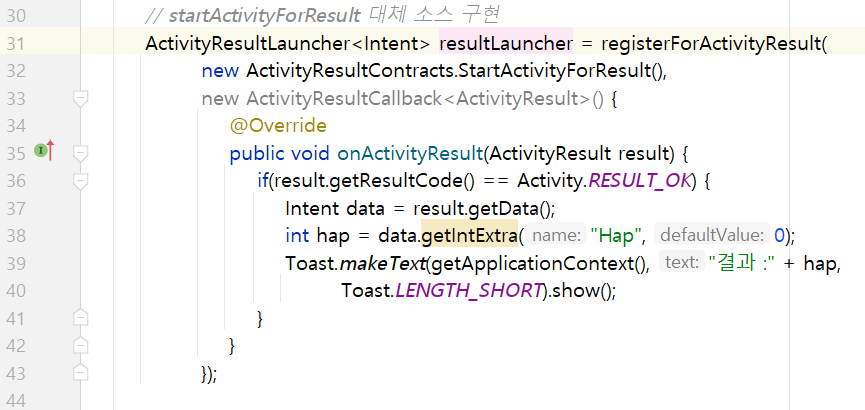 30 // startActivityForResult 대체 소스 구현
31 ActivityResultLauncher<Intent> resultLauncher = registerForActivityResult(
32 new ActivityResultContracts.StartActivityForResult(),
33 new ActivityResultCallback<ActivityResult>() {
34 @Override
35 public void onActivityResult(ActivityResult result) {
36 if(result.getResultCode() == Activity.RESULT_OK) {
37 Intent data = result.getData();
38 int hap = data.getIntExtra( name: "Hap", defaultValue: 0);
39 Toast.makeText(getApplicationContext(), text: "결과 :" + hap,
40 Toast.LENGTH_SHORT).show();
41 }
42 }
43 });
44